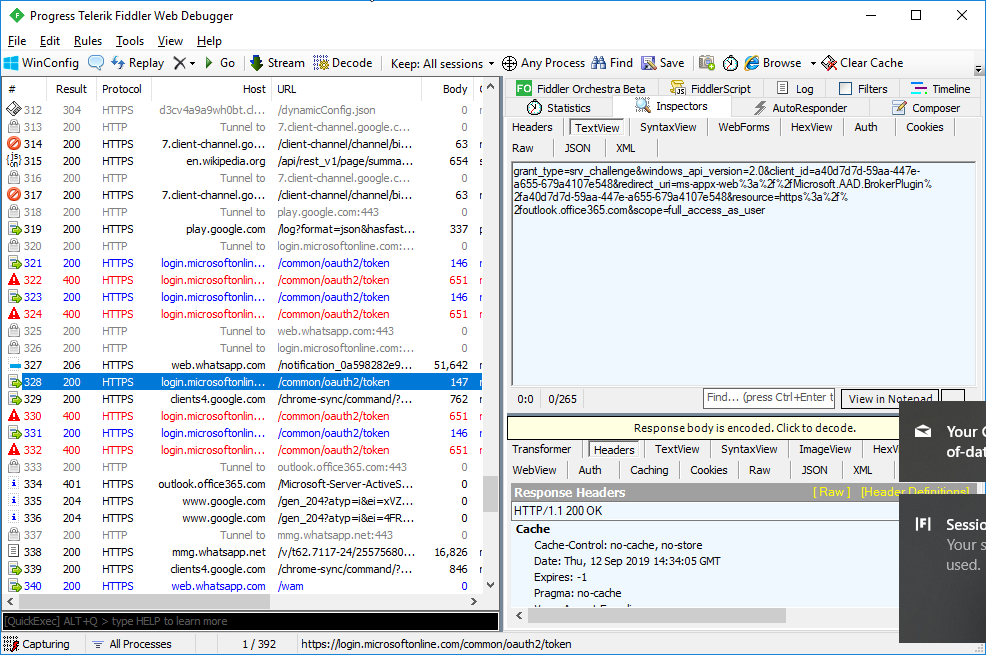 Progress Telerik Fiddler Web Debugger
File Edit Rules Tools View Help
WinConfig Replay Go Stream Decode Keep: All sessions Any Process Find Save Browse Clear Cache
# Result Protocol Host URL Body C
312 304 HTTPS d3cv4a9a9wh0bt.cl... /dynamicConfig.json 0
313 200 HTTP Tunnel to 7.client-channel.google.c... 0
314 200 HTTPS 7.client-channel.go... /client-channel/channel/bi... 63
315 200 HTTPS en.wikipedia.org /api/rest_v1/page/summa... 654 s
316 200 HTTP Tunnel to 7.client-channel.google.c... 0
317 200 HTTPS 7.client-channel.go... /client-channel/channel/bi... 63
318 200 HTTP Tunnel to play.google.com:443 0
319 200 HTTPS play.google.com /log?format=json&hasfast... 337
320 200 HTTP Tunnel to login.microsoftonline.com:... 0
321 200 HTTPS login.microsoftonlin... /common/oauth2/token 146
322 400 HTTPS login.microsoftonlin... /common/oauth2/token 651
323 200 HTTPS login.microsoftonlin... /common/oauth2/token 146
324 400 HTTPS login.microsoftonlin... /common/oauth2/token 651
325 200 HTTP Tunnel to web.whatsapp.com:443 0
326 200 HTTP Tunnel to login.microsoftonline.com:... 0
327 206 HTTPS web.whatsapp.com /notification_0a598282e9... 51,642
328 200 HTTPS login.microsoftonlin... /common/oauth2/token 147
329 200 HTTPS clients4.google.com /chrome-sync/command/?... 762
330 400 HTTPS login.microsoftonlin... /common/oauth2/token 651
331 200 HTTPS login.microsoftonlin... /common/oauth2/token 147
332 400 HTTPS login.microsoftonlin... /common/oauth2/token 651
333 200 HTTP Tunnel to outlook.office365.com:443 0
334 401 HTTPS outlook.office365.com /Microsoft-Server-ActiveS... 0
335 204 HTTPS www.google.com /gen_204?atyp=i&ei=xVZ... 0
336 204 HTTPS www.google.com /gen_204?atyp=i&ei=4FR... 0
337 200 HTTP Tunnel to mmg.whatsapp.net:443 0
338 200 HTTPS mmg.whatsapp.net /v/t62.7117-24/25575680... 16,826
339 200 HTTPS clients4.google.com /chrome-sync/command/?... 846
340 200 HTTPS web.whatsapp.com /wam 0
[QuickExec] ALT+Q > type HELP to learn more
Capturing All Processes 1 / 392 https://login.microsoftonline.com/common/oauth2/token
FO Fiddler Orchestra Beta FiddlerScript Log Filters Timeline
Statistics Inspectors AutoResponder Composer
Headers TextView SyntaxView WebForms HexView Auth Cookies
Raw JSON XML
grant_type=srv_challenge&windows_api_version=2.0&client_id=a40d7d7d-59aa-447e-
a655-679a4107e548&redirect_uri=ms-appx-web%3a%2f%2fMicrosoft.AAD.BrokerPlugin%
2fa40d7d7d-59aa-447e-a655-679a4107e548&resource=https%3a%2f%
2foutlook.office365.com&scope=full_access_as_user
0:0 0/265 Find... (press Ctrl+Enter t View in Notepad
Response body is encoded. Click to decode.
Transformer Headers TextView SyntaxView ImageView HexV
WebView Auth Caching Cookies Raw JSON XML
Response Headers [ Raw ] [Header Definitions]
HTTP/1.1 200 OK
Cache
Cache-Control: no-cache, no-store
Date: Thu, 12 Sep 2019 14:34:05 GMT
Expires: -1
Pragma: no-cache
Your
of-dat
|F| Sessio
Your s
used.